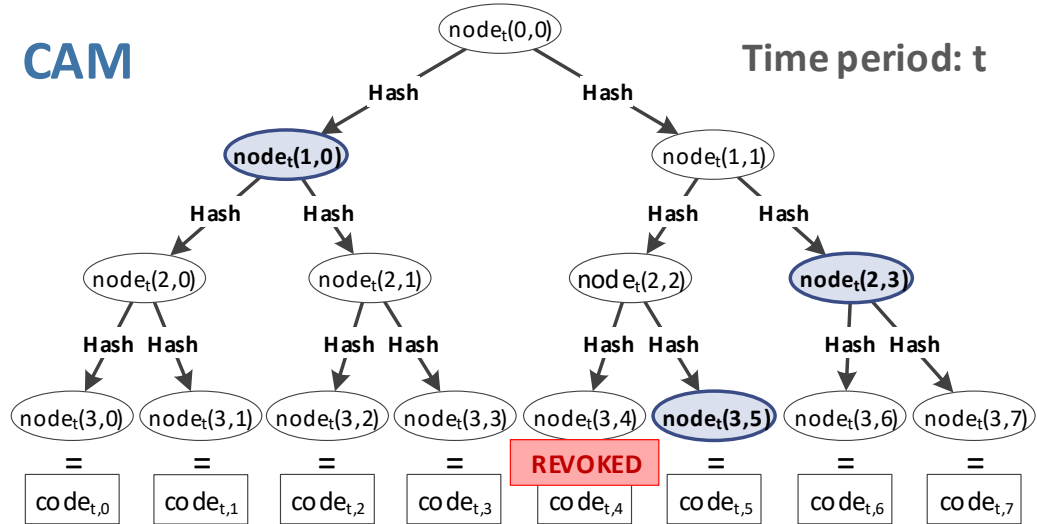 node_t(0,0)
CAM
Time period: t
Hash Hash
node_t(1,0) node_t(1,1)
Hash Hash Hash Hash
node_t(2,0) node_t(2,1) node_t(2,2) node_t(2,3)
Hash Hash Hash Hash Hash Hash Hash Hash
node_t(3,0) node_t(3,1) node_t(3,2) node_t(3,3) node_t(3,4) node_t(3,5) node_t(3,6) node_t(3,7)
= = = = REVOKED = = =
code_t,0 code_t,1 code_t,2 code_t,3 code_t,4 code_t,5 code_t,6 code_t,7